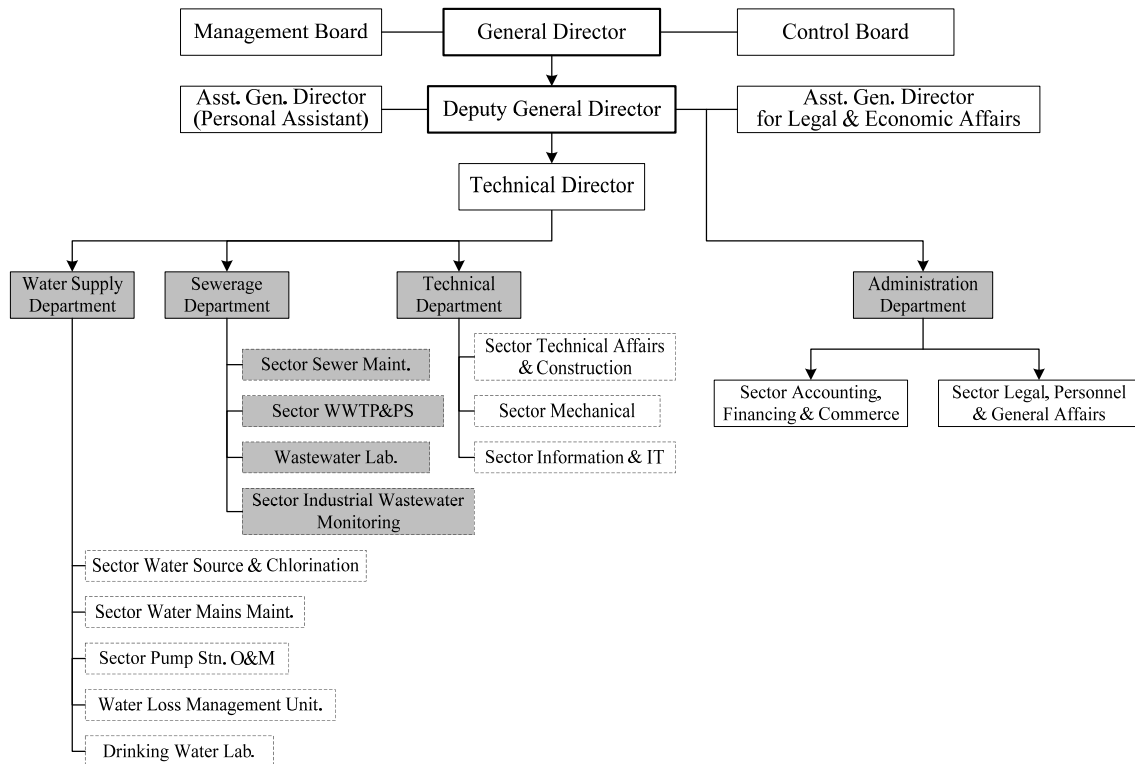 Management Board
General Director
Control Board
Asst. Gen. Director
(Personal Assistant)
Deputy General Director
Asst. Gen. Director
for Legal & Economic Affairs
Technical Director
Water Supply
Department
Sewerage
Department
Technical
Department
Administration
Department
Sector Sewer Maint.
Sector WWTP&PS
Wastewater Lab.
Sector Industrial Wastewater
Monitoring
Sector Technical Affairs
& Construction
Sector Mechanical
Sector Information & IT
Sector Accounting,
Financing & Commerce
Sector Legal, Personnel
& General Affairs
Sector Water Source & Chlorination
Sector Water Mains Maint.
Sector Pump Stn. O&M
Water Loss Management Unit.
Drinking Water Lab.